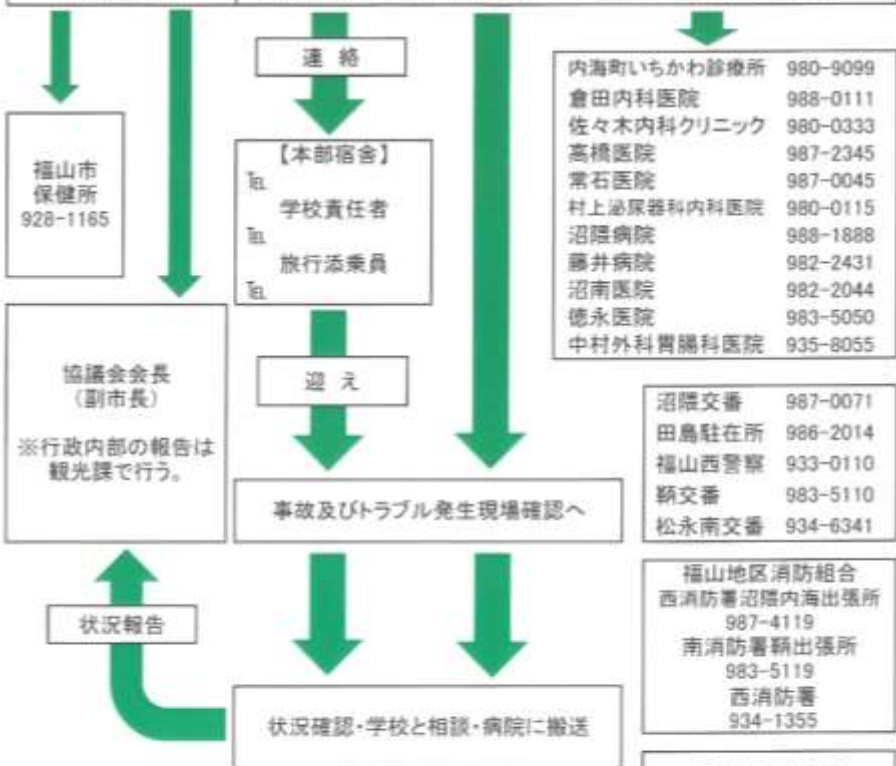 連 絡
福山市
保健所
928-1165
【本部宿舎】
℡
学校責任者
℡
旅行添乗員
℡
内海町いちかわ診療所 980-9099
倉田内科医院 988-0111
佐々木内科クリニック 980-0333
高橋医院 987-2345
常石医院 987-0045
村上泌尿器科内科医院 980-0115
沼隈病院 988-1888
藤井病院 982-2431
沼南医院 982-2044
徳永医院 983-5050
中村外科胃腸科医院 935-8055
協議会会長
(副市長)
※行政内部の報告は
観光課で行う。
迎 え
沼隈交番 987-0071
田島駐在所 986-2014
福山西警察 933-0110
鞆交番 983-5110
松永南交番 934-6341
事故及びトラブル発生現場確認へ
福山地区消防組合
西消防署沼隈内海出張所
987-4119
南消防署鞆出張所
983-5119
西消防署
934-1355
状況報告
状況確認・学校と相談・病院に搬送